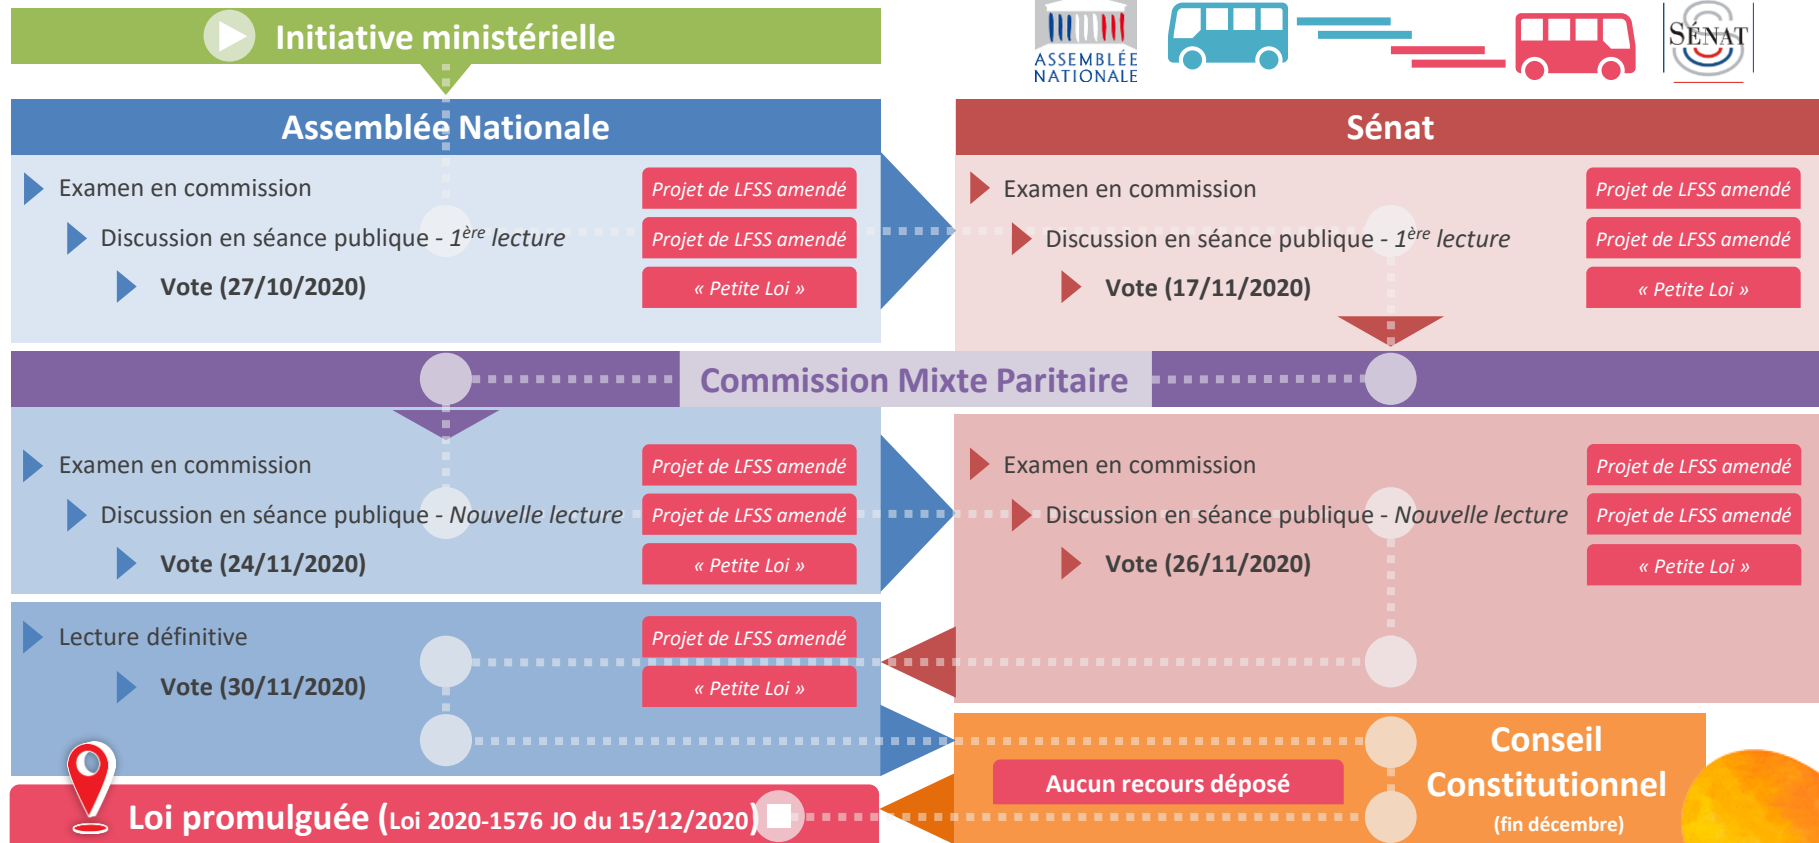 Initiative ministérielle
ASSEMBLÉE
NATIONALE
SÉNAT
Assemblée Nationale
Examen en commission
Projet de LFSS amendé
Discussion en séance publique - 1ère lecture
Projet de LFSS amendé
Vote (27/10/2020)
« Petite Loi »
Sénat
Examen en commission
Projet de LFSS amendé
Discussion en séance publique - 1ère lecture
Projet de LFSS amendé
Vote (17/11/2020)
« Petite Loi »
Commission Mixte Paritaire
Examen en commission
Projet de LFSS amendé
Discussion en séance publique - Nouvelle lecture
Projet de LFSS amendé
Vote (24/11/2020)
« Petite Loi »
Examen en commission
Projet de LFSS amendé
Discussion en séance publique - Nouvelle lecture
Projet de LFSS amendé
Vote (26/11/2020)
« Petite Loi »
Lecture définitive
Projet de LFSS amendé
Vote (30/11/2020)
« Petite Loi »
Aucun recours déposé
Conseil
Constitutionnel
(fin décembre)
Loi promulguée (Loi 2020-1576 JO du 15/12/2020)